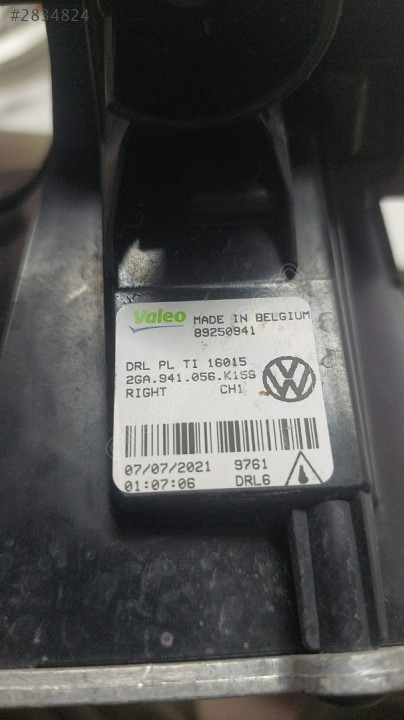 #2834824
Valeo MADE IN BELGIUM
89250941
DRL PL TI 16015
2GA.941.056.K15S
RIGHT CH1
VW
07/07/2021 9761
01:07:06 DRL6